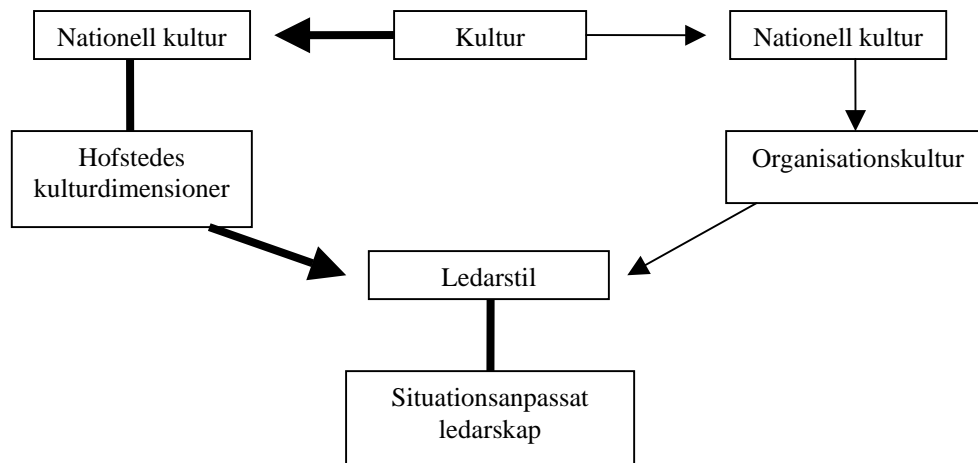 Nationell kultur
Kultur
Nationell kultur
Hofstedes
kulturdimensioner
Organisationskultur
Ledarstil
Situationsanpassat
ledarskap